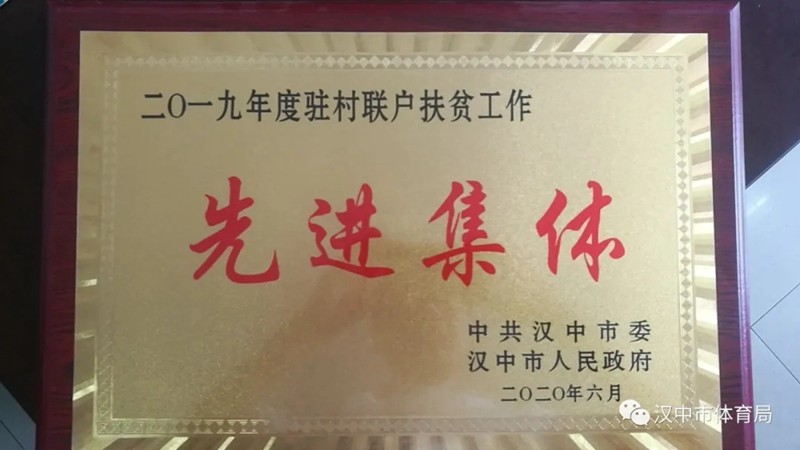 二〇一九年度驻村联户扶贫工作
先进集体
中共汉中市委
汉中市人民政府
二〇二〇年六月
汉中市体育局